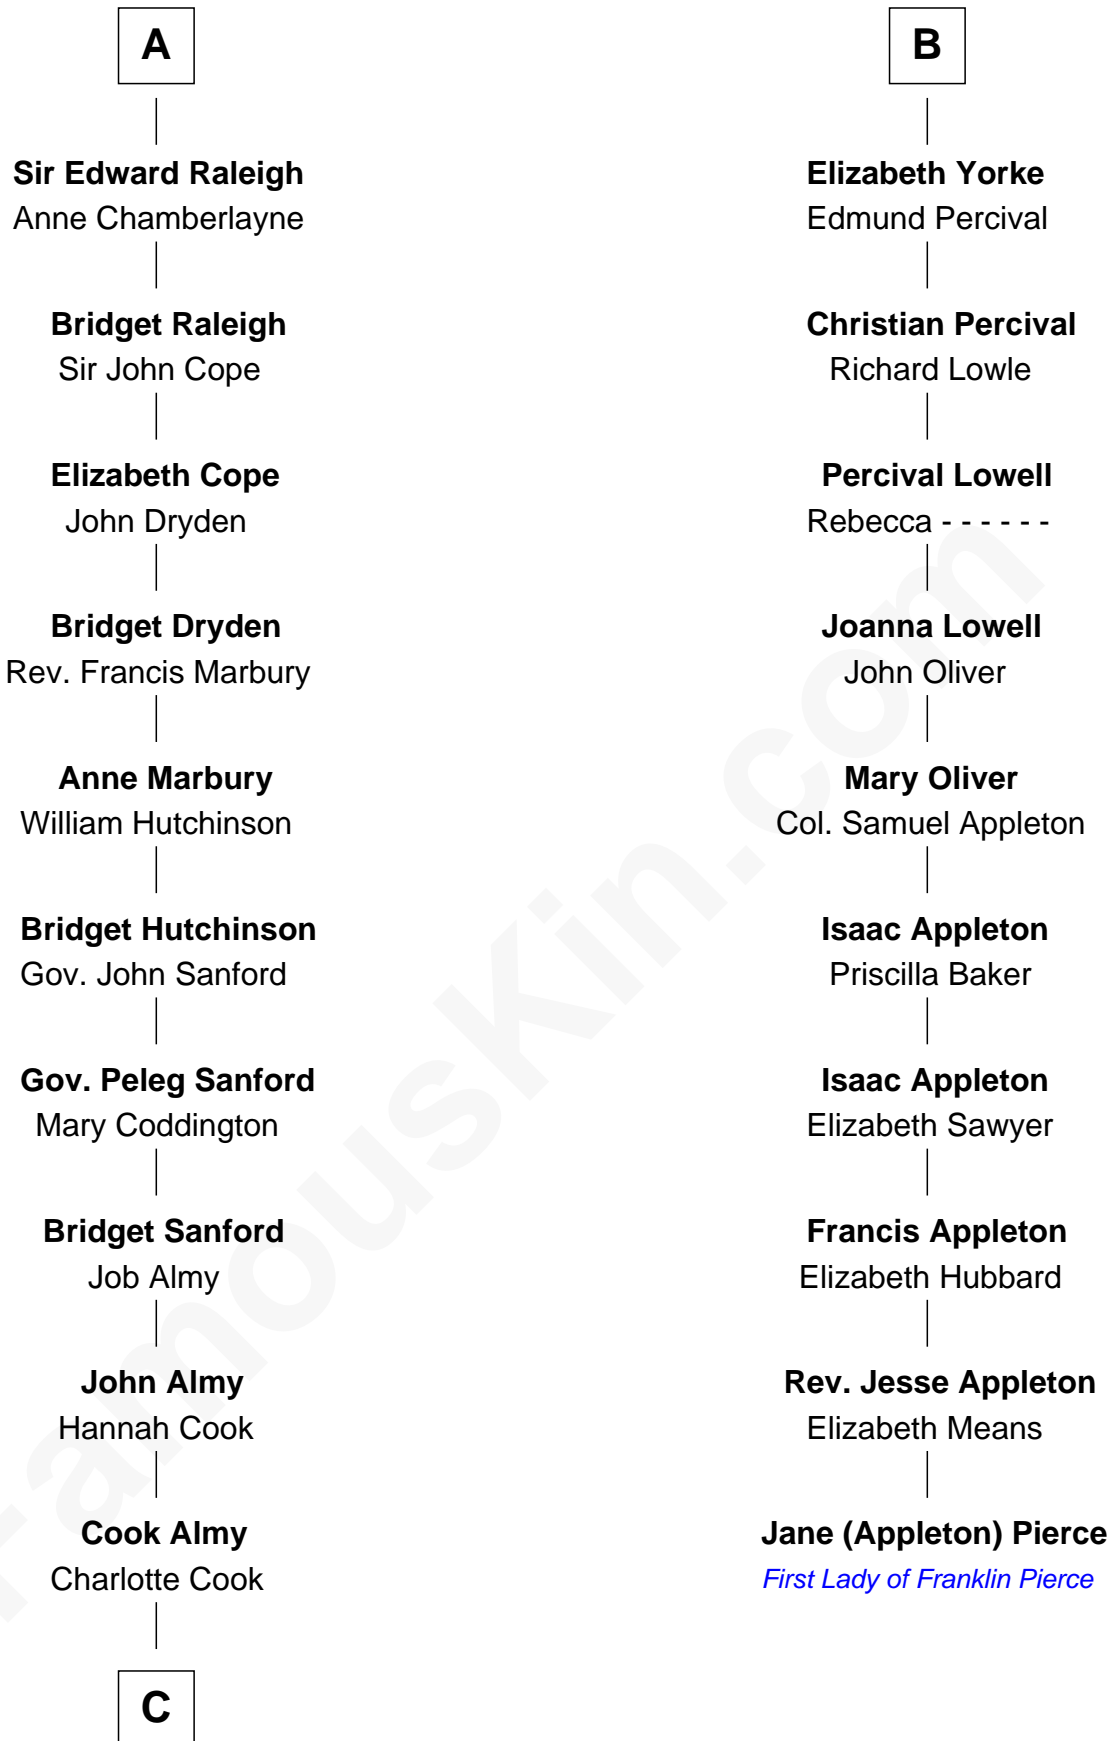 A
Sir Edward Raleigh
Anne Chamberlayne
Bridget Raleigh
Sir John Cope
Elizabeth Cope
John Dryden
Bridget Dryden
Rev. Francis Marbury
Anne Marbury
William Hutchinson
Bridget Hutchinson
Gov. John Sanford
Gov. Peleg Sanford
Mary Coddington
Bridget Sanford
Job Almy
John Almy
Hannah Cook
Cook Almy
Charlotte Cook
C
B
Elizabeth Yorke
Edmund Percival
Christian Percival
Richard Lowle
Percival Lowell
Rebecca - - - - - -
Joanna Lowell
John Oliver
Mary Oliver
Col. Samuel Appleton
Isaac Appleton
Priscilla Baker
Isaac Appleton
Elizabeth Sawyer
Francis Appleton
Elizabeth Hubbard
Rev. Jesse Appleton
Elizabeth Means
Jane (Appleton) Pierce
First Lady of Franklin Pierce
FamousKin.com